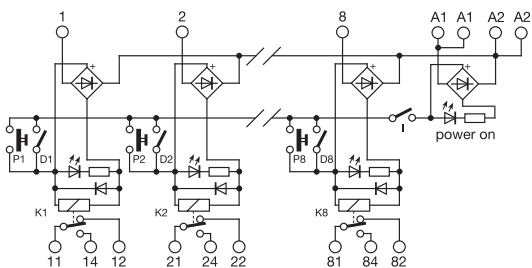 1 2 8 A1 A1 A2 A2
+ + + +
P1 D1 P2 D2 P8 D8 I power on
K1 K2 K8
11 14 12 21 24 22 81 84 82